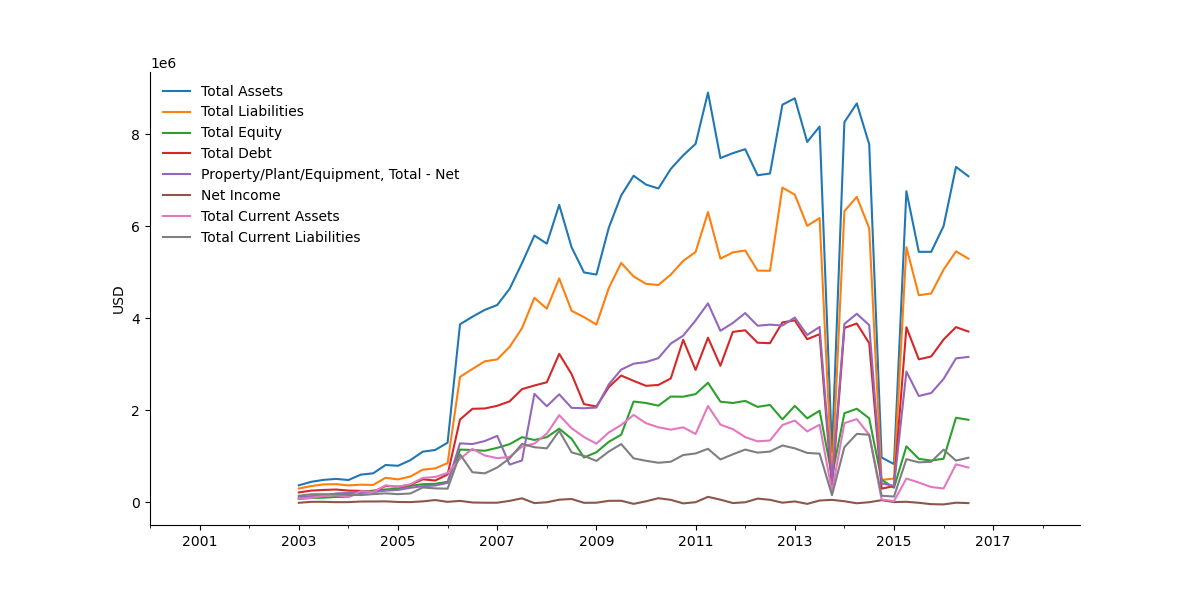 1e6
Total Assets
Total Liabilities
Total Equity
Total Debt
Property/Plant/Equipment, Total - Net
Net Income
Total Current Assets
Total Current Liabilities
USD
8
6
4
2
0
2001 2003 2005 2007 2009 2011 2013 2015 2017